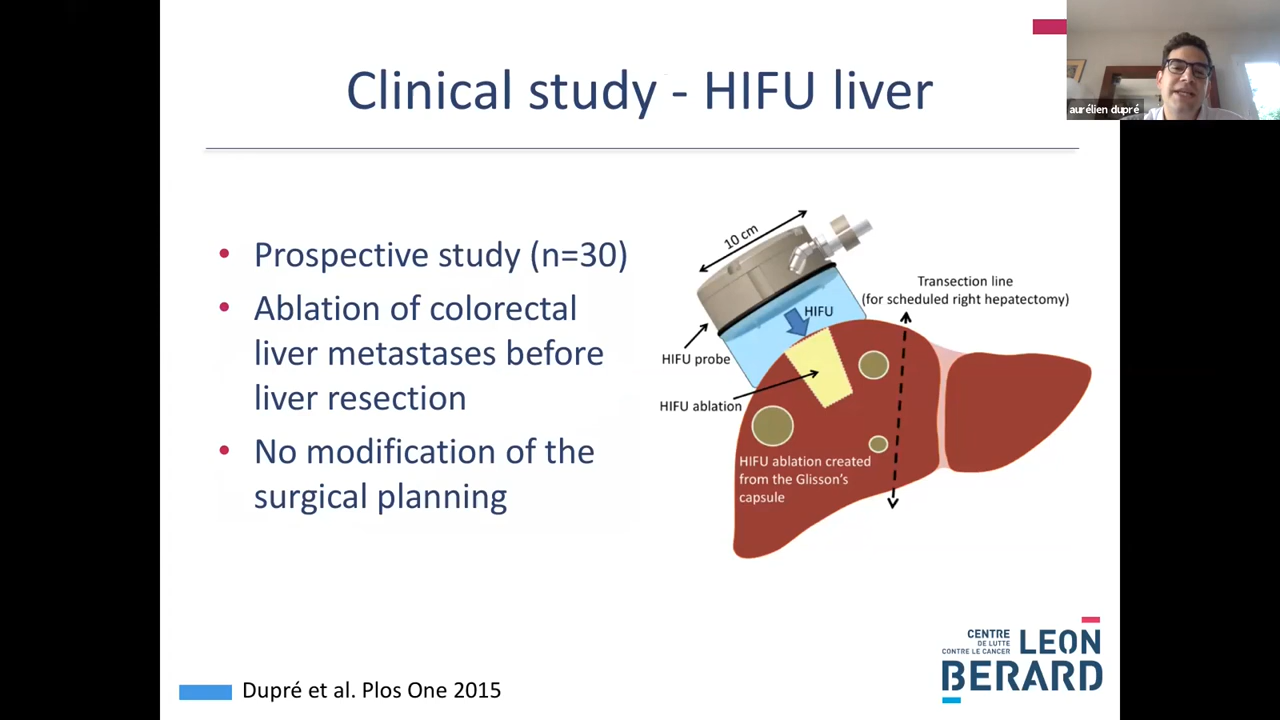 Clinical study - HIFU liver
aurélien dupré
• Prospective study (n=30)
• Ablation of colorectal
liver metastases before
liver resection
• No modification of the
surgical planning
10 cm
HIFU
Transection line
(for scheduled right hepatectomy)
HIFU probe
HIFU ablation
HIFU ablation created
from the Glisson's
capsule
CENTRE
DE LUTTE
CONTRE LE CANCER
LEON
BERARD
Dupré et al. Plos One 2015